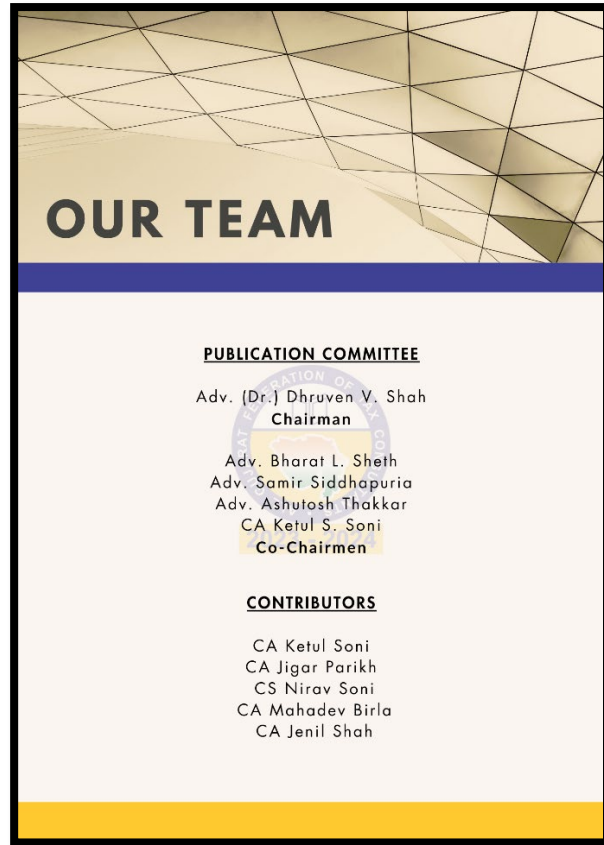 OUR TEAM
PUBLICATION COMMITTEE
Adv. (Dr.) Dhruven V. Shah
Chairman
Adv. Bharat L. Sheth
Adv. Samir Siddhapuria
Adv. Ashutosh Thakkar
CA Ketul S. Soni
2023 - 2024
Co-Chairmen
CONTRIBUTORS
CA Ketul Soni
CA Jigar Parikh
CS Nirav Soni
CA Mahadev Birla
CA Jenil Shah